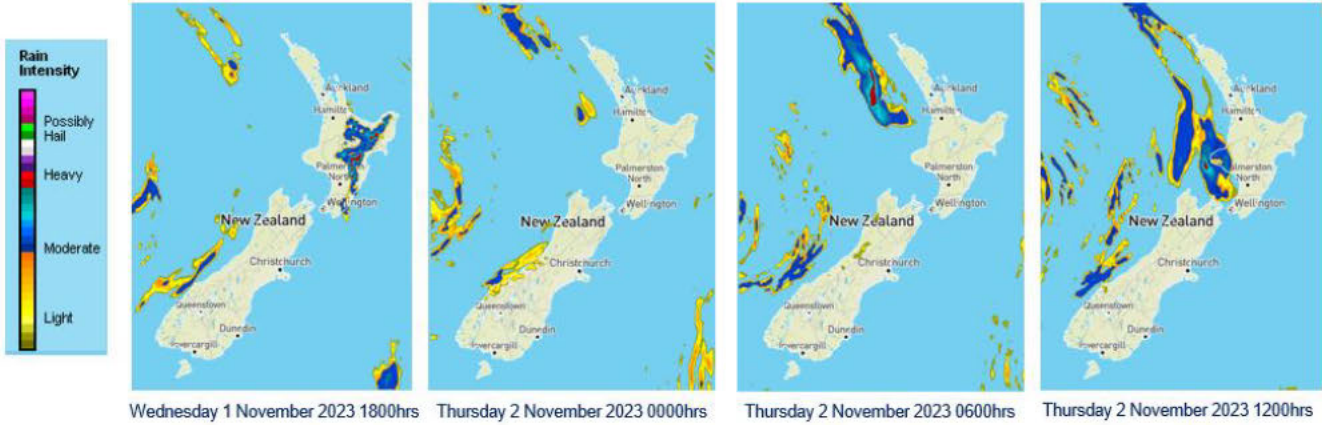 Rain
Intensity
Possibly
Hail
Heavy
Moderate
Light
Auckland
Hamilton
Palmerston
North
Wellington
New Zealand
Christchurch
Queenstown
Dunedin
Invercargill
Wednesday 1 November 2023 1800hrs
Auckland
Hamilton
Palmerston
North
Wellington
New Zealand
Christchurch
Queenstown
Dunedin
Invercargill
Thursday 2 November 2023 0000hrs
Auckland
Hamilton
Palmerston
North
Wellington
New Zealand
Christchurch
Queenstown
Dunedin
Invercargill
Thursday 2 November 2023 0600hrs
Auckland
Hamilton
Palmerston
North
Wellington
New Zealand
Christchurch
Queenstown
Dunedin
Invercargill
Thursday 2 November 2023 1200hrs